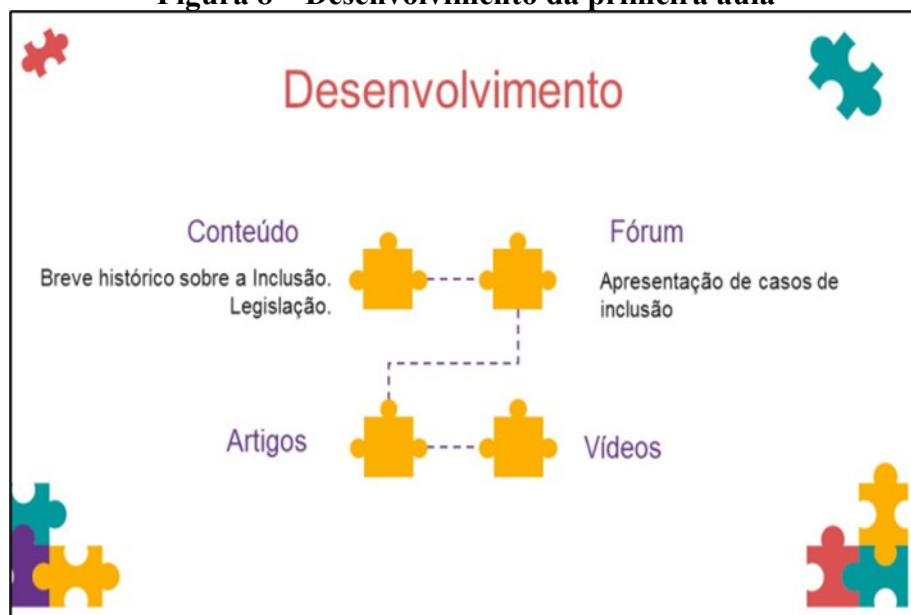 Figura 8 – Desenvolvimento da primeira aula
Desenvolvimento
Conteúdo
Breve histórico sobre a Inclusão.
Legislação.
Fórum
Apresentação de casos de
inclusão
Artigos
Vídeos